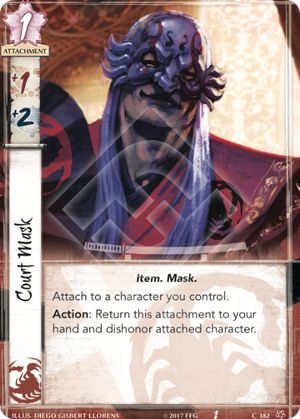 1
ATTACHMENT
+1
+2
Court Mask
Item. Mask.
Attach to a character you control.
Action: Return this attachment to your
hand and dishonor attached character.
ILLUS. DIEGO GISBERT LLORENS
© 2017 FFG
1
C 182